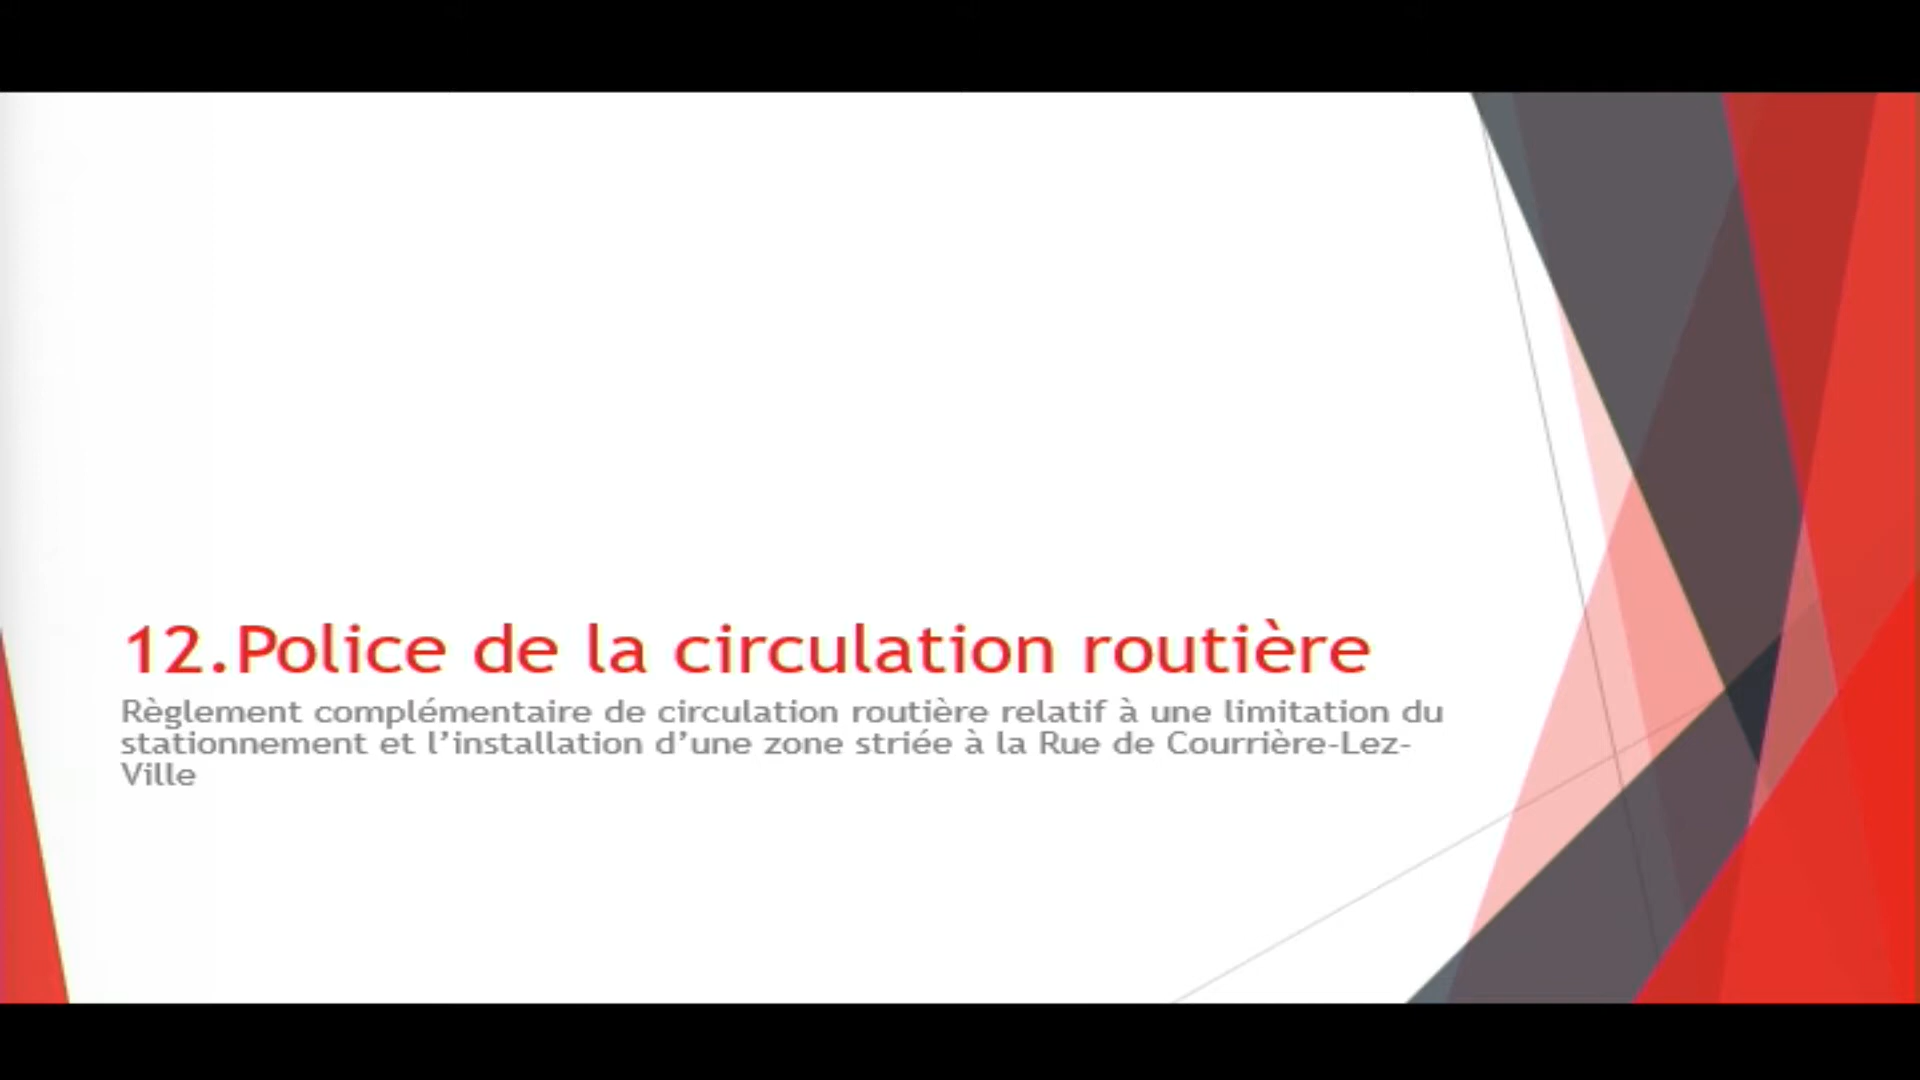 12.Police de la circulation routière
Règlement complémentaire de circulation routière relatif à une limitation du
stationnement et l’installation d’une zone striée à la Rue de Courrière-Lez-
Ville